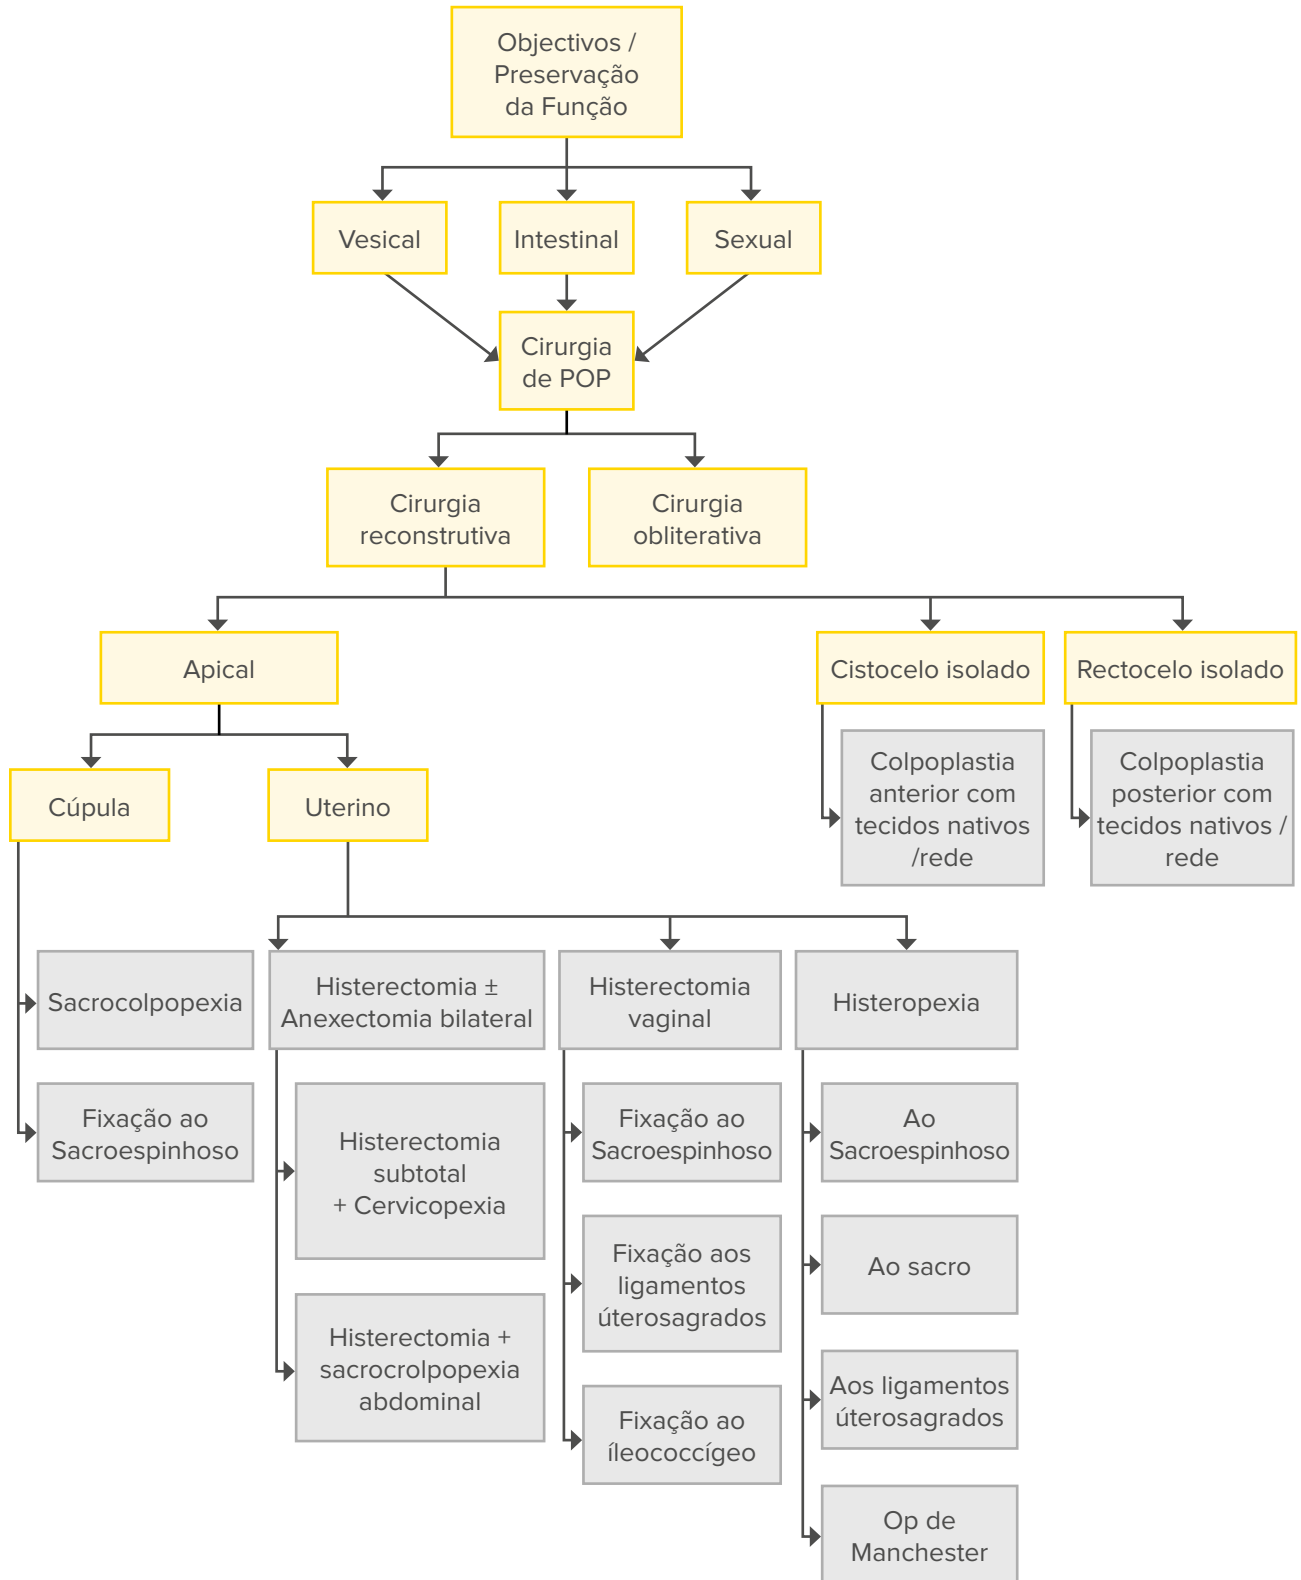 Objectivos /
Preservação
da Função
Vesical
Intestinal
Sexual
Cirurgia
de POP
Cirurgia
reconstrutiva
Cirurgia
obliterativa
Apical
Cistocelo isolado
Rectocelo isolado
Colpoplastia
anterior com
tecidos nativos
/rede
Colpoplastia
posterior com
tecidos nativos /
rede
Cúpula
Uterino
Sacrocolpopexia
Fixação ao
Sacroespinhoso
Histerectomia ±
Anexectomia bilateral
Histerectomia
subtotal
+ Cervicopexia
Histerectomia +
sacrocrolpopexia
abdominal
Histerectomia
vaginal
Fixação ao
Sacroespinhoso
Fixação aos
ligamentos
úterosagrados
Fixação ao
íleococcígeo
Histeropexia
Ao
Sacroespinhoso
Ao sacro
Aos ligamentos
úterosagrados
Op de
Manchester